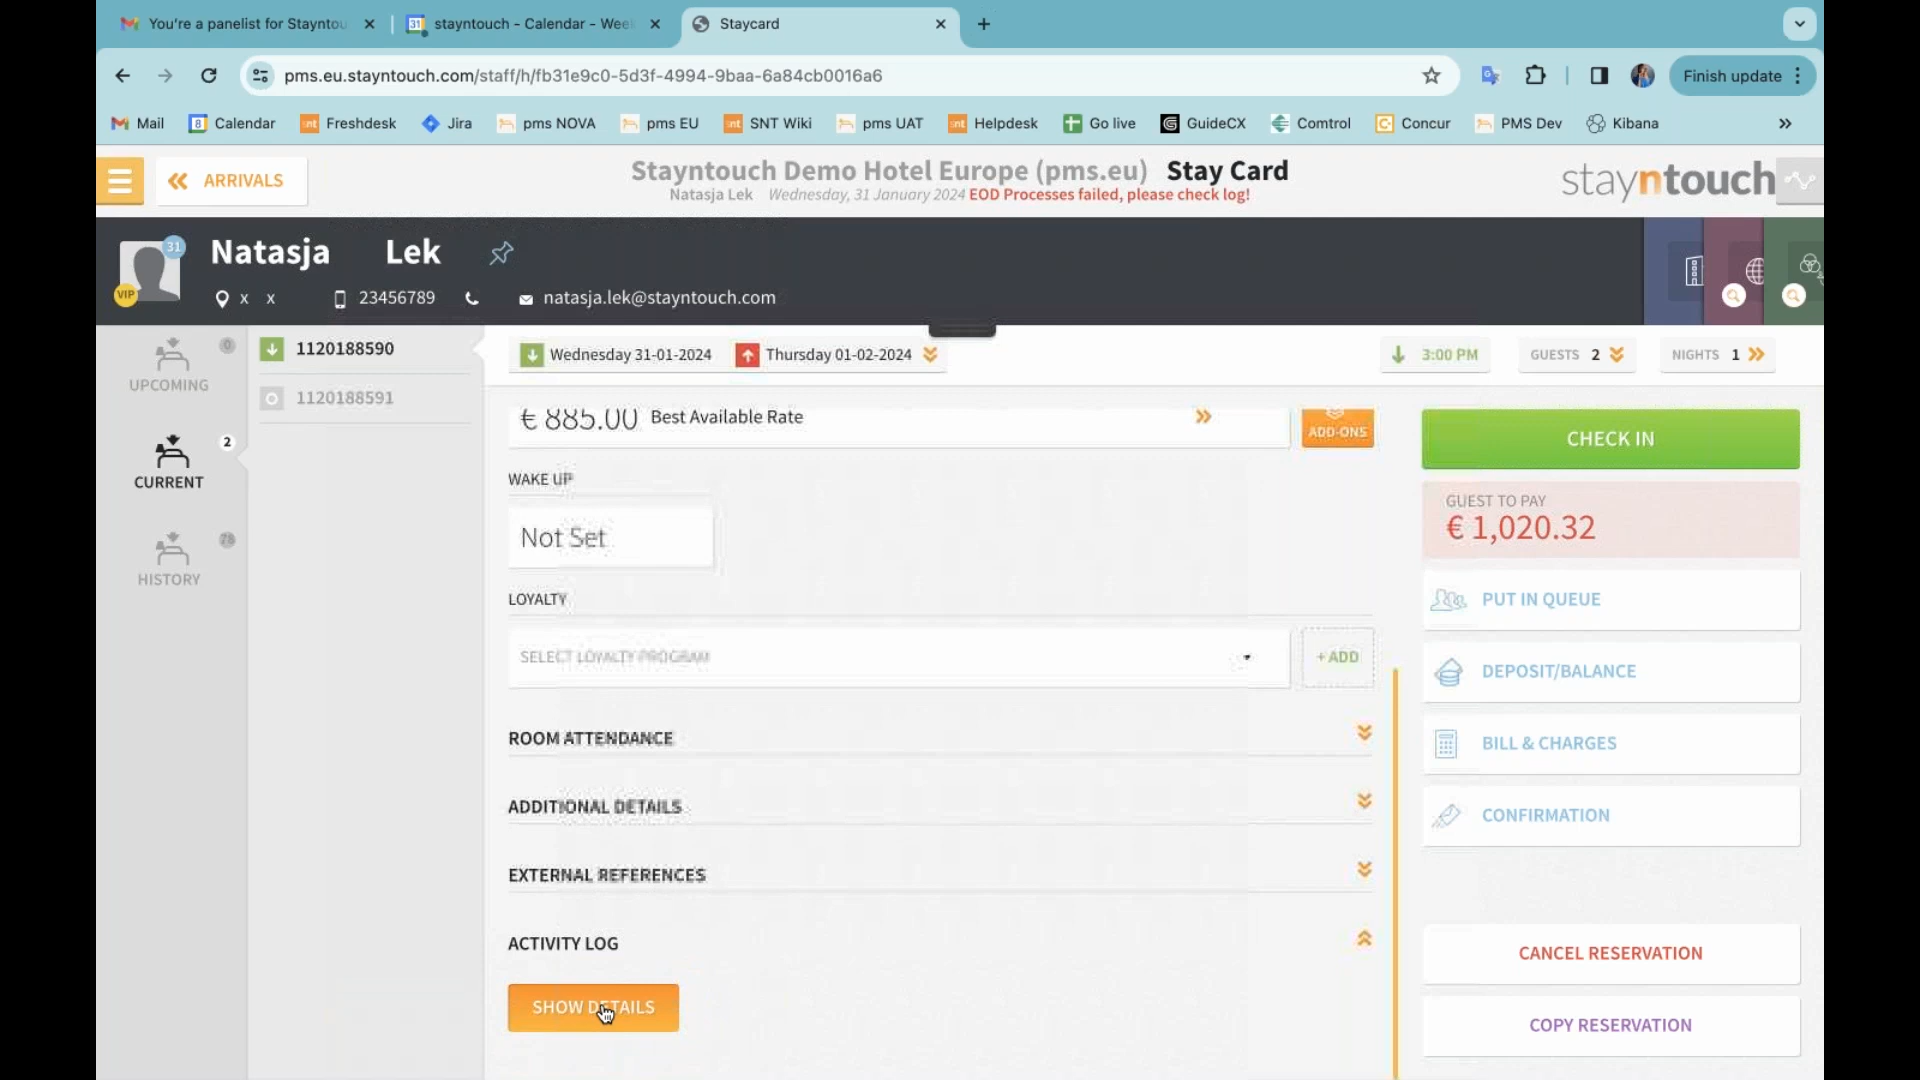 You're a panelist for Stayntou
31 stayntouch - Calendar - Wee
Staycard
pms.eu.stayntouch.com/staff/h/fb31e9c0-5d3f-4994-9baa-6a84cb0016a6
Finish update
Mail
8 Calendar
snt Freshdesk
Jira
pms NOVA
pms EU
snt SNT Wiki
pms UAT
snt Helpdesk
Go live
GuideCX
Comtrol
Concur
PMS Dev
Kibana
ARRIVALS
Stayntouch Demo Hotel Europe (pms.eu) Stay Card
Natasja Lek Wednesday, 31 January 2024 EOD Processes failed, please check log!
stayntouch
31
VIP
Natasja Lek
x x 23456789 natasja.lek@stayntouch.com
UPCOMING 0
CURRENT 2
HISTORY 78
1120188590
1120188591
Wednesday 31-01-2024 Thursday 01-02-2024
3:00 PM
GUESTS 2
NIGHTS 1
€ 885.00 Best Available Rate
ADD-ONS
WAKE UP
Not Set
LOYALTY
SELECT LOYALTY PROGRAM
+ ADD
ROOM ATTENDANCE
ADDITIONAL DETAILS
EXTERNAL REFERENCES
ACTIVITY LOG
SHOW DETAILS
CHECK IN
GUEST TO PAY
€ 1,020.32
PUT IN QUEUE
DEPOSIT/BALANCE
BILL & CHARGES
CONFIRMATION
CANCEL RESERVATION
COPY RESERVATION